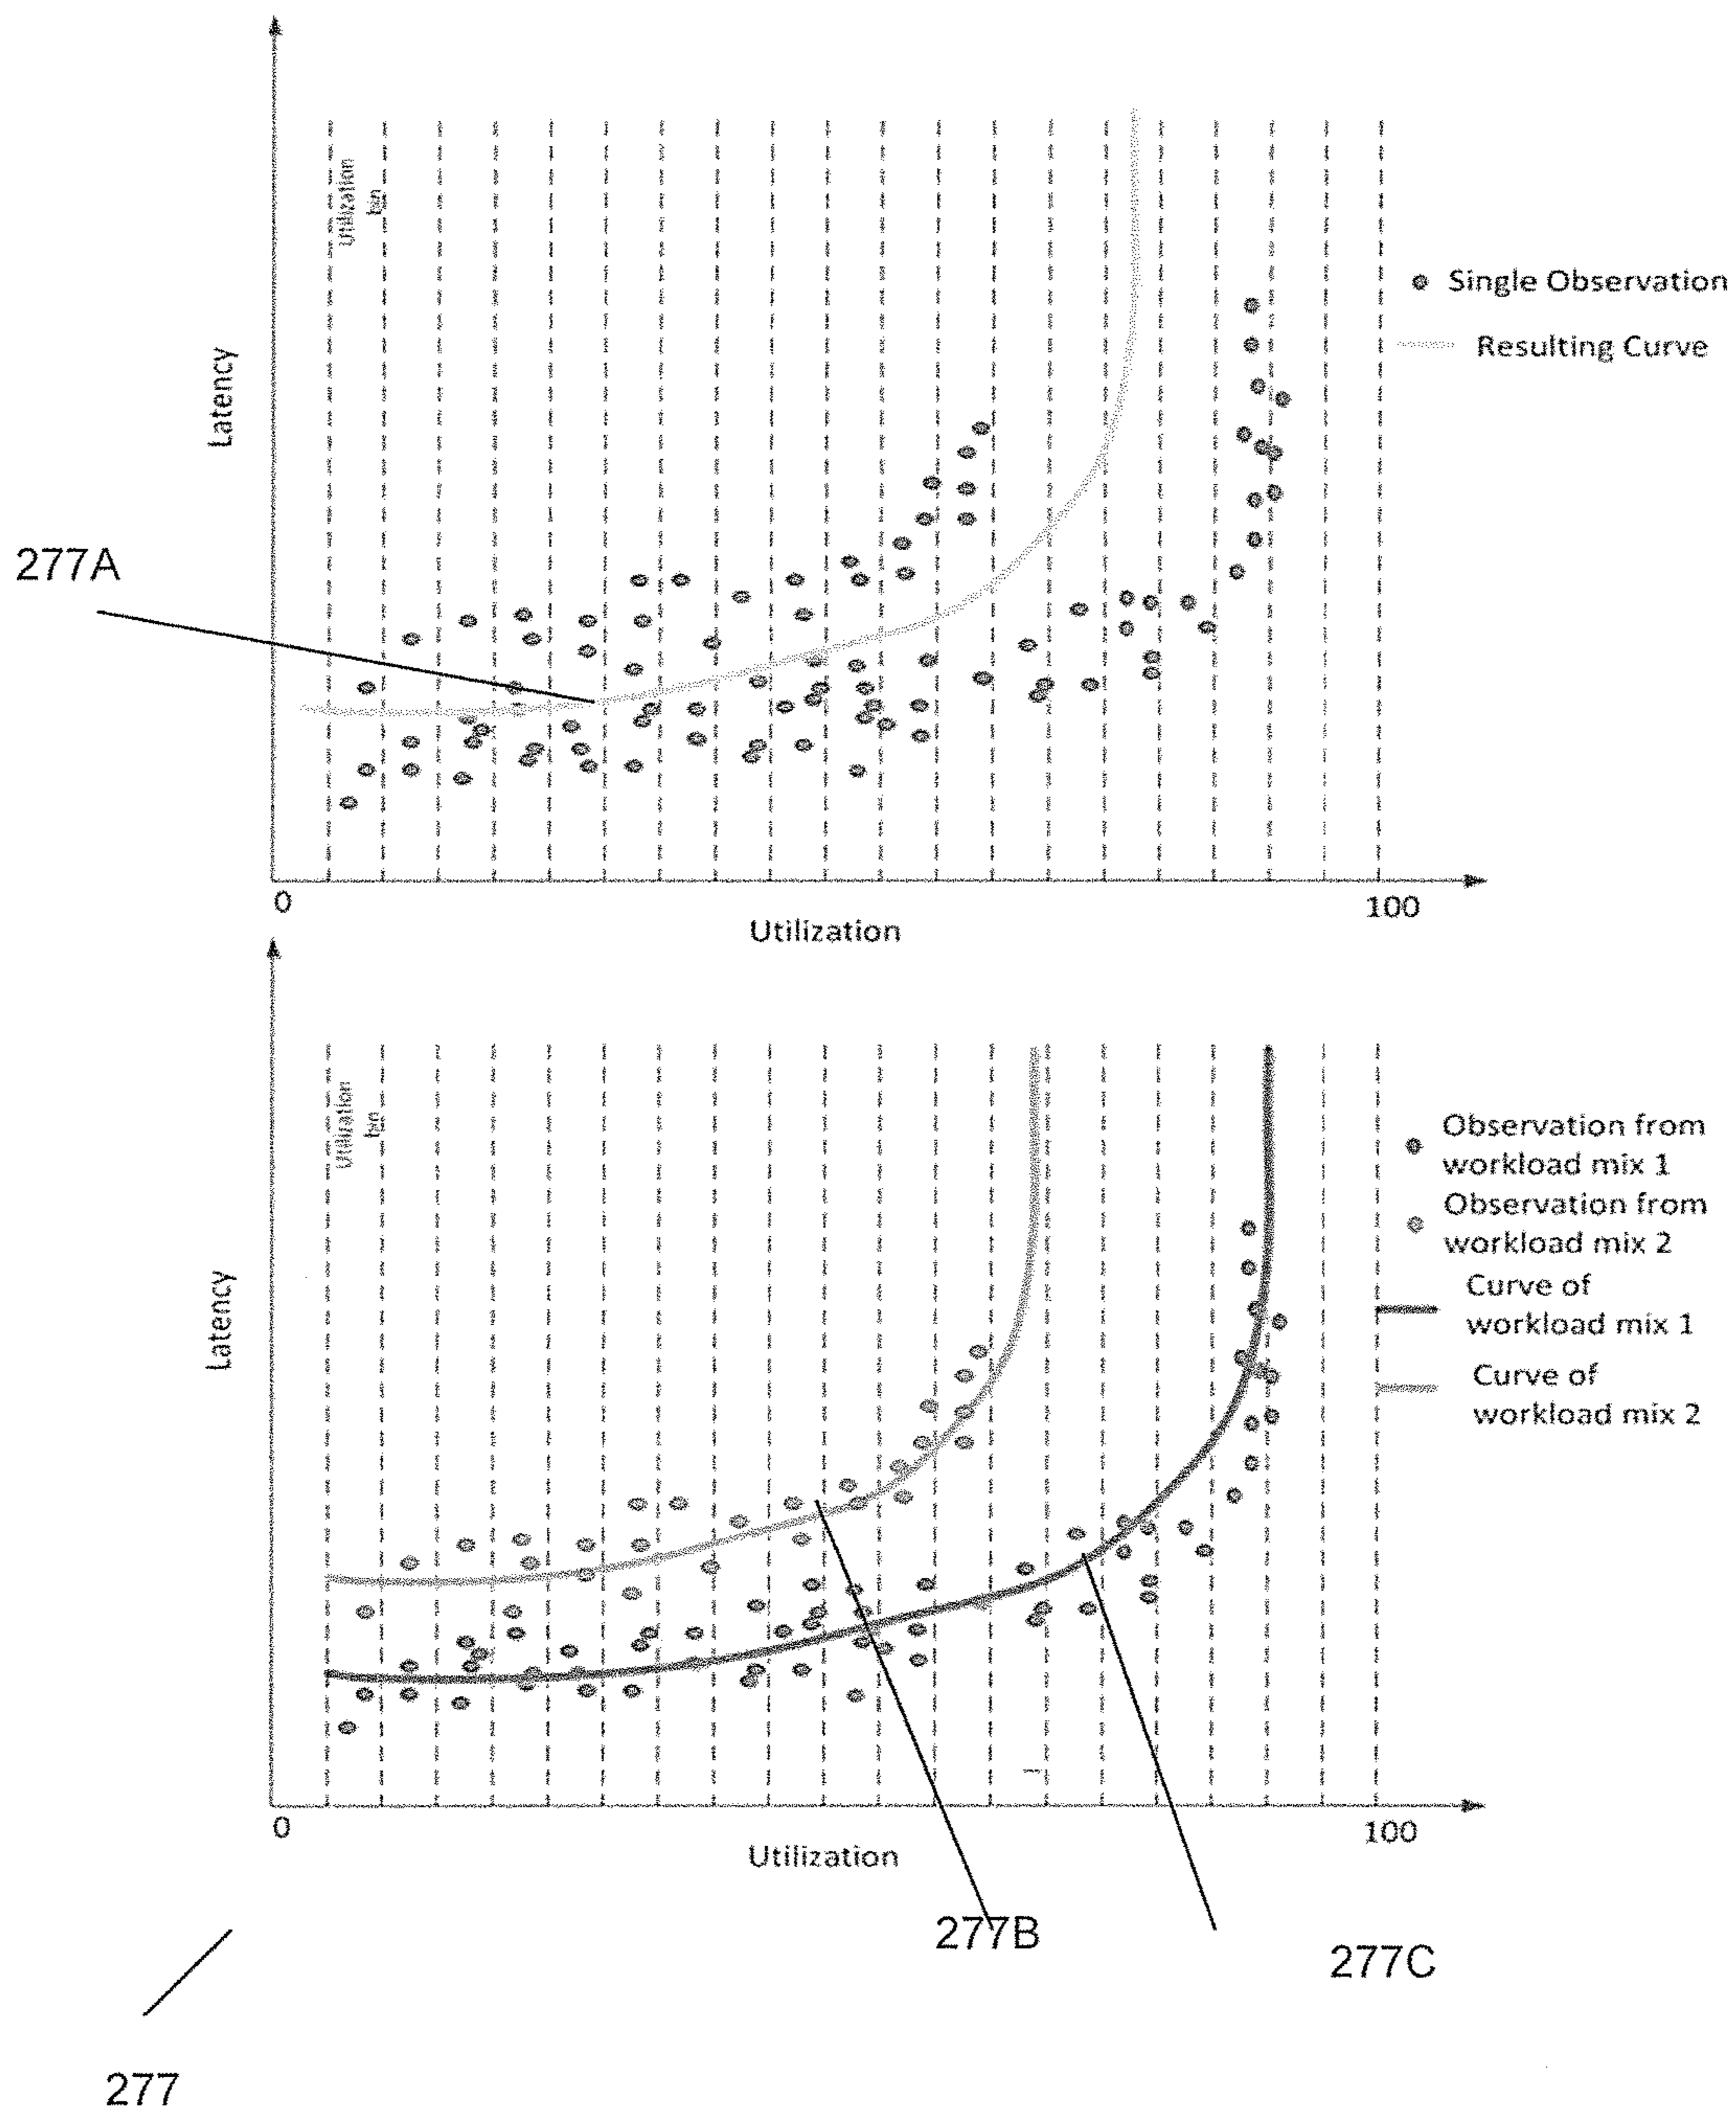 Utilization
bin
Single Observation
Resulting Curve
Latency
277A
0
100
Utilization
Utilization
bin
Observation from
workload mix 1
Observation from
workload mix 2
Curve of
workload mix 1
Curve of
workload mix 2
Latency
0
100
Utilization
277B
277C
277